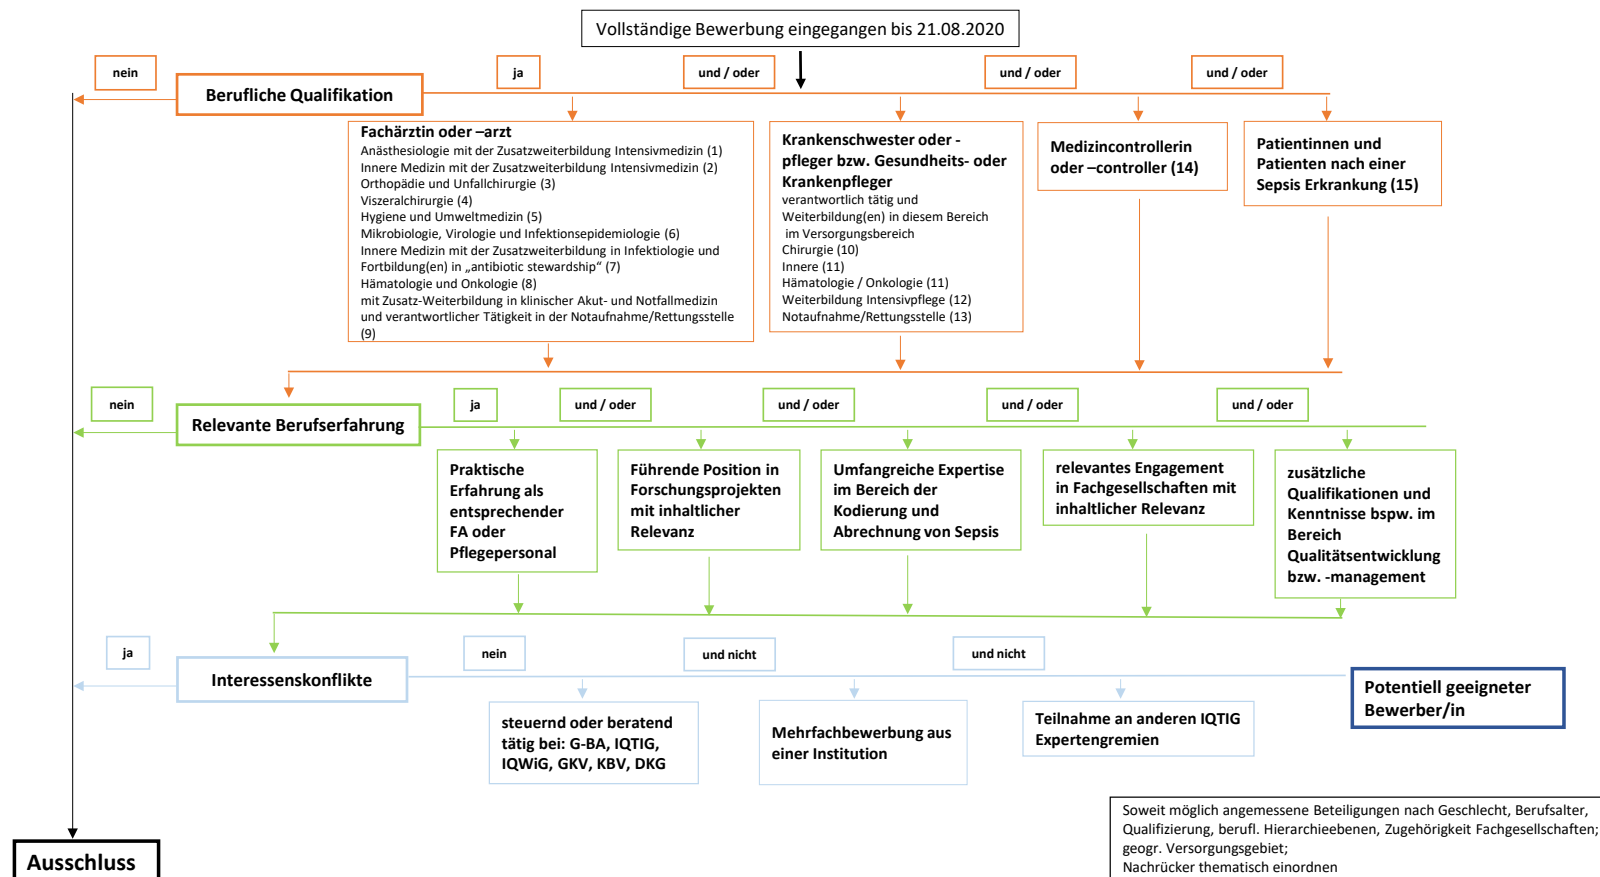 Vollständige Bewerbung eingegangen bis 21.08.2020
nein
ja
und / oder
und / oder
und / oder
Berufliche Qualifikation
Fachärztin oder –arzt
Anästhesiologie mit der Zusatzweiterbildung Intensivmedizin (1)
Innere Medizin mit der Zusatzweiterbildung Intensivmedizin (2)
Orthopädie und Unfallchirurgie (3)
Viszeralchirurgie (4)
Hygiene und Umweltmedizin (5)
Mikrobiologie, Virologie und Infektionsepidemiologie (6)
Innere Medizin mit der Zusatzweiterbildung in Infektiologie und
Fortbildung(en) in „antibiotic stewardship“ (7)
Hämatologie und Onkologie (8)
mit Zusatz-Weiterbildung in klinischer Akut- und Notfallmedizin
und verantwortlicher Tätigkeit in der Notaufnahme/Rettungsstelle
(9)
Krankenschwester oder -
pfleger bzw. Gesundheits- oder
Krankenpfleger
verantwortlich tätig und
Weiterbildung(en) in diesem Bereich
im Versorgungsbereich
Chirurgie (10)
Innere (11)
Hämatologie / Onkologie (11)
Weiterbildung Intensivpflege (12)
Notaufnahme/Rettungsstelle (13)
Medizincontrollerin
oder –controller (14)
Patientinnen und
Patienten nach einer
Sepsis Erkrankung (15)
nein
ja
und / oder
und / oder
und / oder
und / oder
Relevante Berufserfahrung
Praktische
Erfahrung als
entsprechender
FA oder
Pflegepersonal
Führende Position in
Forschungsprojekten
mit inhaltlicher
Relevanz
Umfangreiche Expertise
im Bereich der
Kodierung und
Abrechnung von Sepsis
relevantes Engagement
in Fachgesellschaften mit
inhaltlicher Relevanz
zusätzliche
Qualifikationen und
Kenntnisse bspw. im
Bereich
Qualitätsentwicklung
bzw. -management
ja
nein
und nicht
und nicht
Interessenskonflikte
steuernd oder beratend
tätig bei: G-BA, IQTIG,
IQWiG, GKV, KBV, DKG
Mehrfachbewerbung aus
einer Institution
Teilnahme an anderen IQTIG
Expertengremien
Potentiell geeigneter
Bewerber/in
Soweit möglich angemessene Beteiligungen nach Geschlecht, Berufsalter,
Qualifizierung, berufl. Hierarchieebenen, Zugehörigkeit Fachgesellschaften;
geogr. Versorgungsgebiet;
Nachrücker thematisch einordnen
Ausschluss